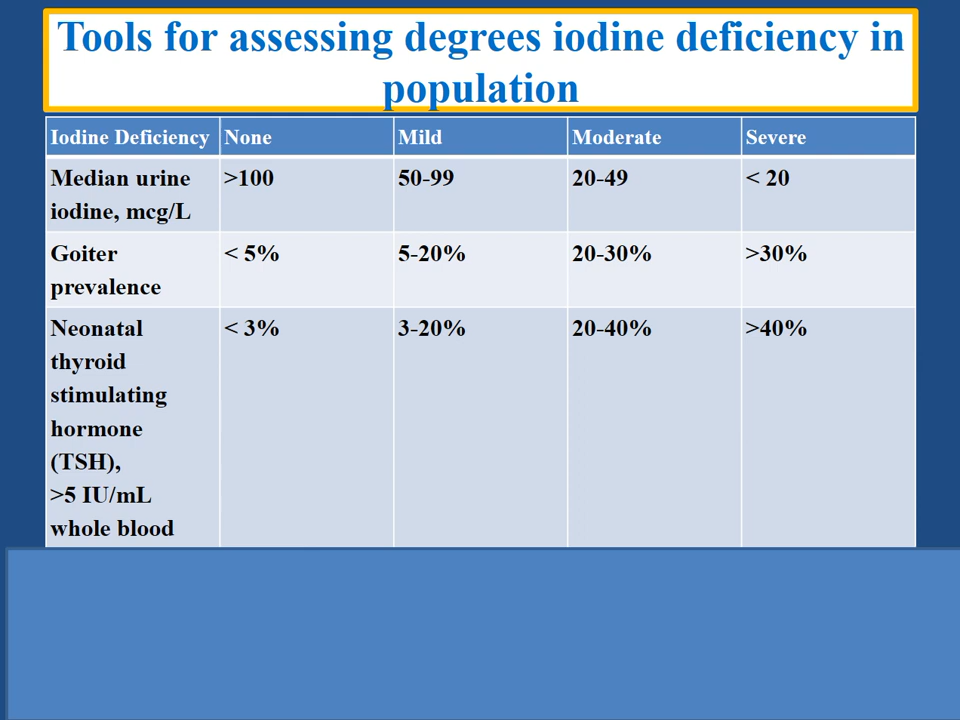 Tools for assessing degrees iodine deficiency in
population
Iodine Deficiency None Mild Moderate Severe
Median urine
iodine, mcg/L >100 50-99 20-49 < 20
Goiter
prevalence < 5% 5-20% 20-30% >30%
Neonatal < 3% 3-20% 20-40% >40%
thyroid
stimulating
hormone
(TSH),
>5 IU/mL
whole blood